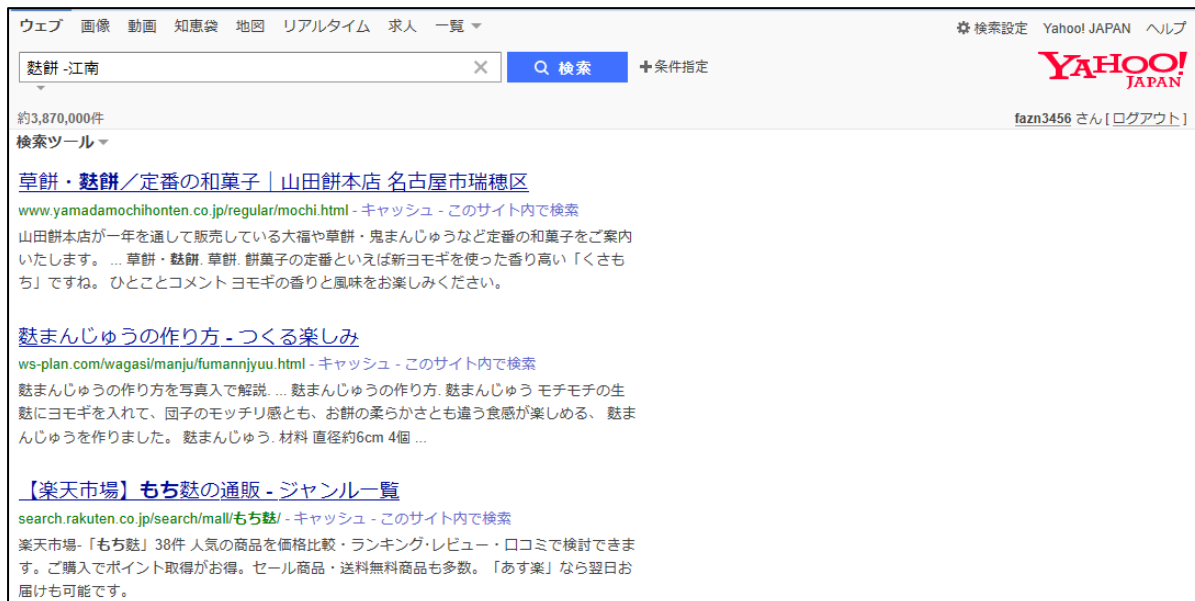 ウェブ 画像 動画 知恵袋 地図 リアルタイム 求人 一覧 検索設定 Yahoo! JAPAN ヘルプ
麩餅 -江南 検索 +条件指定 YAHOO! JAPAN
約3,870,000件 fazn3456 さん [ ログアウト ]
検索ツール
草餅・麩餅／定番の和菓子｜山田餅本店 名古屋市瑞穂区
www.yamadamochihonten.co.jp/regular/mochi.html - キャッシュ - このサイト内で検索
山田餅本店が一年を通して販売している大福や草餅・鬼まんじゅうなど定番の和菓子をご案内
いたします。 ... 草餅・麩餅. 草餅. 餅菓子の定番といえば新ヨモギを使った香り高い「くさも
ち」ですね。 ひとことコメント ヨモギの香りと風味をお楽しみください。
麩まんじゅうの作り方 - つくる楽しみ
ws-plan.com/wagasi/manju/fumannjyuu.html - キャッシュ - このサイト内で検索
麩まんじゅうの作り方を写真入で解説. ... 麩まんじゅうの作り方. 麩まんじゅう モチモチの生
麩にヨモギを入れて、団子のモッチリ感とも、お餅の柔らかさとも違う食感が楽しめる、 麩ま
んじゅうを作りました。 麩まんじゅう. 材料 直径約6cm 4個 ...
【楽天市場】もち麩の通販 - ジャンル一覧
search.rakuten.co.jp/search/mall/もち麩/ - キャッシュ - このサイト内で検索
楽天市場-「もち麩」38件 人気の商品を価格比較・ランキング･レビュー・口コミで検討できま
す。ご購入でポイント取得がお得。セール商品・送料無料商品も多数。「あす楽」なら翌日お
届けも可能です。